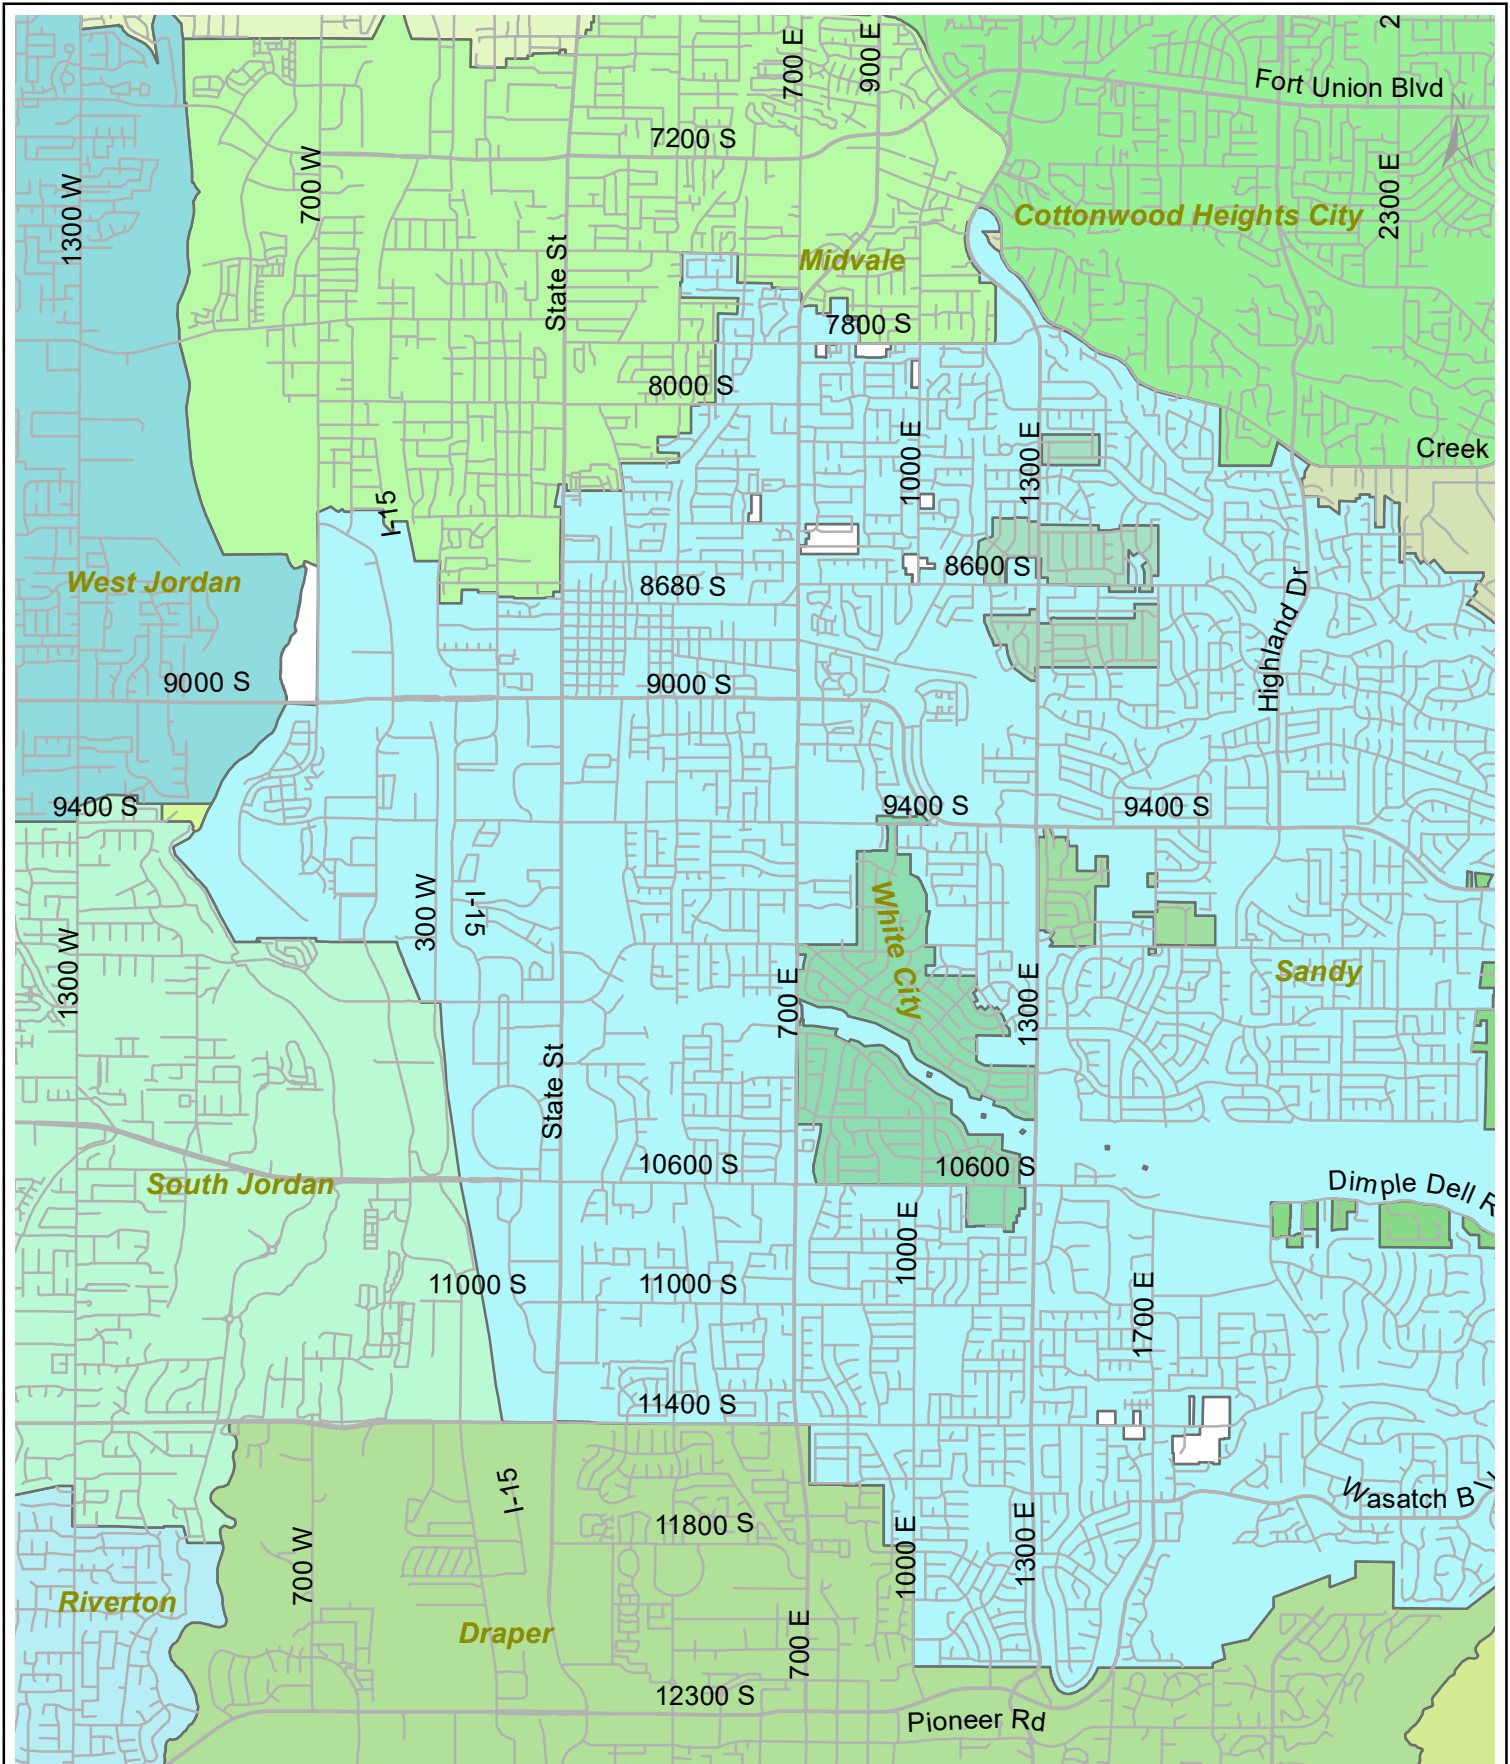 2
700 E
900 E
Fort Union Blvd
N
7200 S
1300 W
700 W
2300 E
Cottonwood Heights City
State St
Midvale
7800 S
8000 S
1000 E
1300 E
Creek
I-15
West Jordan
8680 S
8600 S
Highland Dr
9000 S
9000 S
9400 S
9400 S
9400 S
300 W
I-15
White City
1300 W
700 E
1300 E
Sandy
State St
10600 S
10600 S
South Jordan
Dimple Dell R
1000 E
11000 S
11000 S
1700 E
11400 S
I-15
Wasatch Blv
11800 S
700 W
1000 E
1300 E
Riverton
Draper
700 E
12300 S
Pioneer Rd